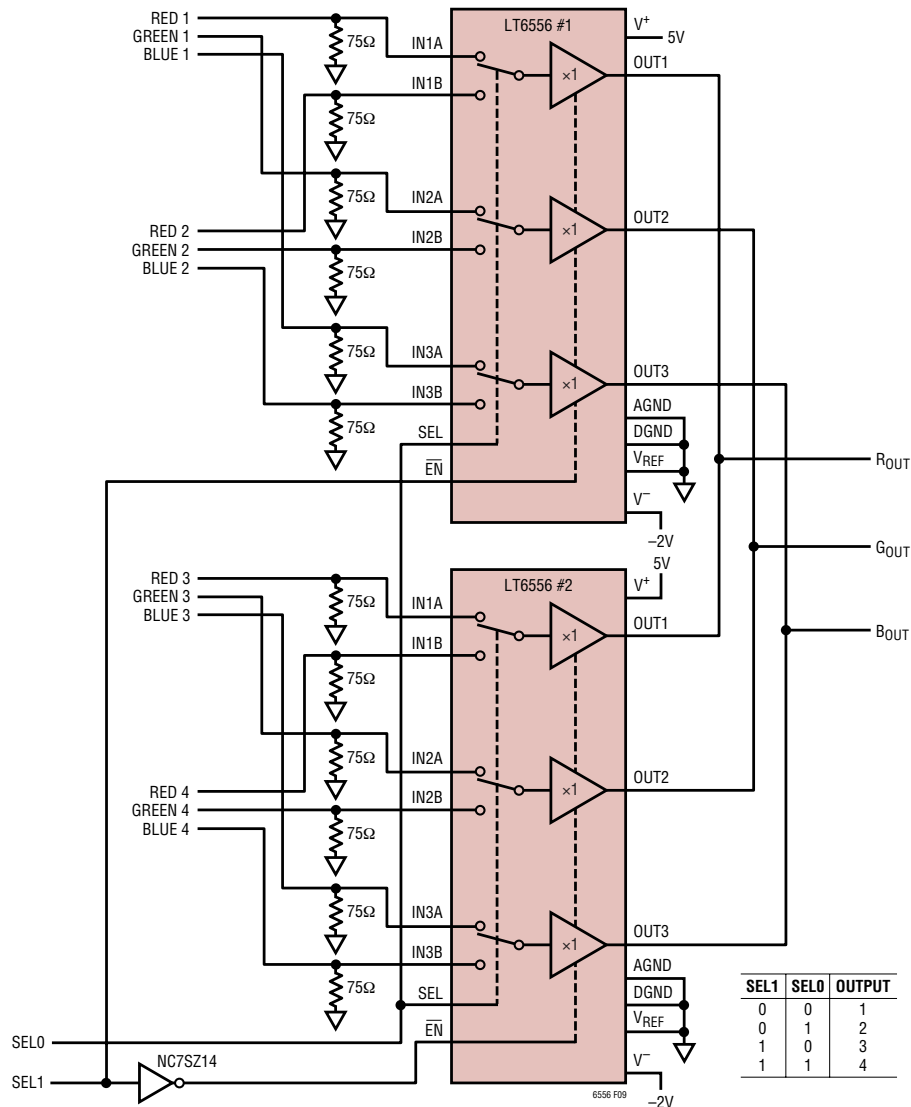 RED 1
GREEN 1
BLUE 1
75Ω
IN1A
IN1B
75Ω
75Ω
IN2A
RED 2
GREEN 2
BLUE 2
IN2B
75Ω
75Ω
IN3A
IN3B
75Ω
SEL
EN
LT6556 #1
×1
×1
×1
V+
5V
OUT1
OUT2
OUT3
AGND
DGND
VREF
V−
−2V
ROUT
GOUT
BOUT
RED 3
GREEN 3
BLUE 3
75Ω
IN1A
IN1B
75Ω
75Ω
IN2A
RED 4
GREEN 4
BLUE 4
IN2B
75Ω
75Ω
IN3A
IN3B
75Ω
SEL
EN
LT6556 #2
×1
×1
×1
5V
V+
OUT1
OUT2
OUT3
AGND
DGND
VREF
V−
−2V
SEL0
SEL1
NC7SZ14
6556 F09
SEL1 SEL0 OUTPUT
0 0 1
0 1 2
1 0 3
1 1 4